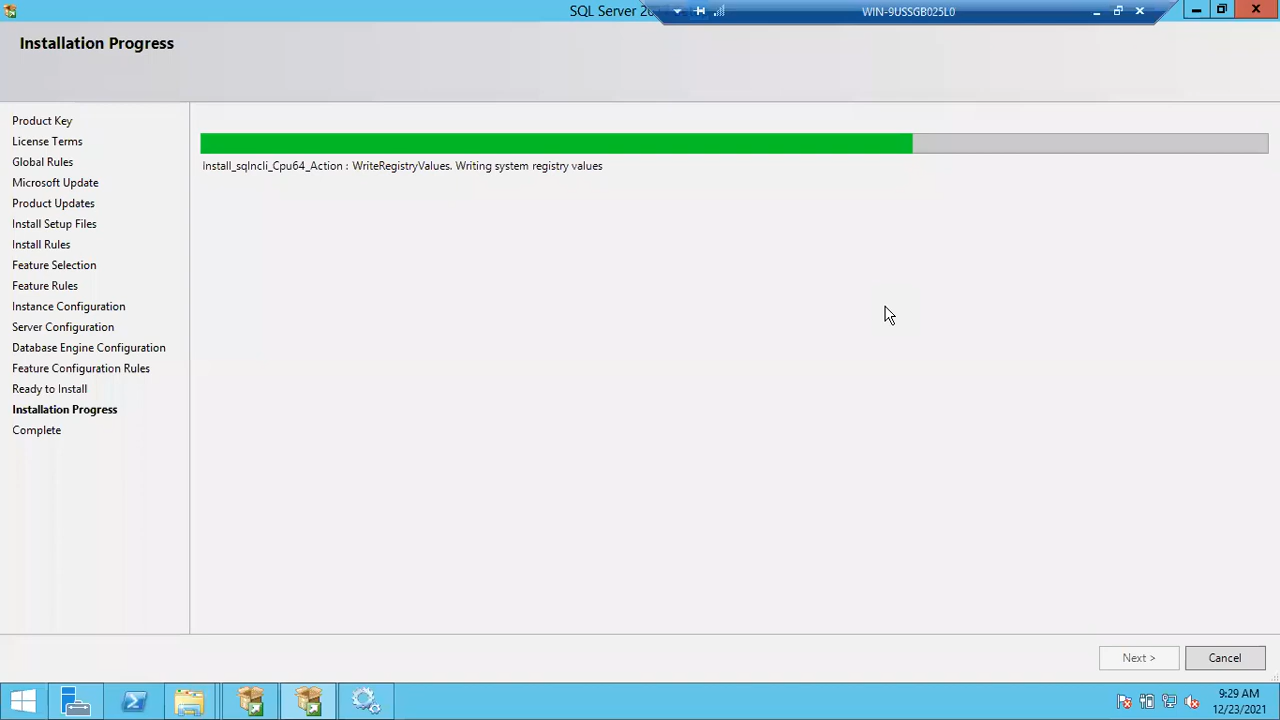 SQL Server 20
WIN-9USSGB025L0
Installation Progress
Product Key
License Terms
Global Rules
Microsoft Update
Product Updates
Install Setup Files
Install Rules
Feature Selection
Feature Rules
Instance Configuration
Server Configuration
Database Engine Configuration
Feature Configuration Rules
Ready to Install
Installation Progress
Complete
Install_sqlncli_Cpu64_Action : WriteRegistryValues. Writing system registry values
Next >
Cancel
9:29 AM
12/23/2021